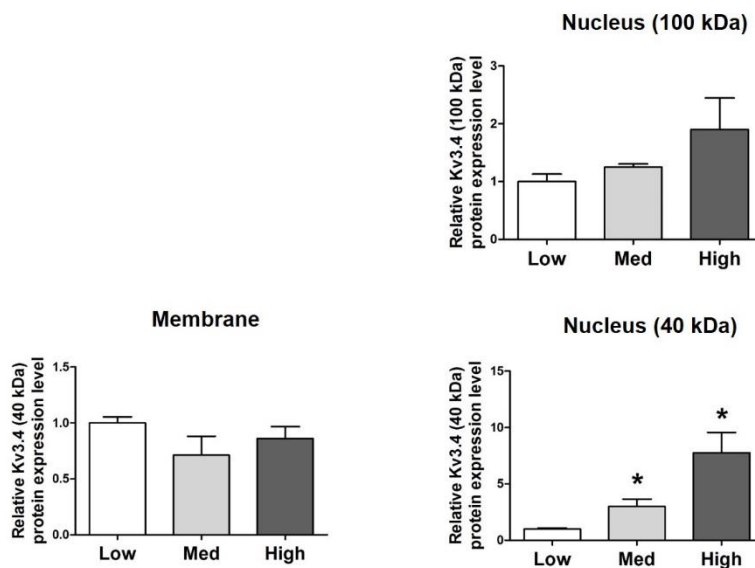 Nucleus (100 kDa)
Relative Kv3.4 (100 kDa)
protein expression level
3
2
1
0
Low Med High
Membrane
Relative Kv3.4 (40 kDa)
protein expression level
1.5
1.0
0.5
0.0
Low Med High
Nucleus (40 kDa)
Relative Kv3.4 (40 kDa)
protein expression level
15
10
5
0
*
*
Low Med High